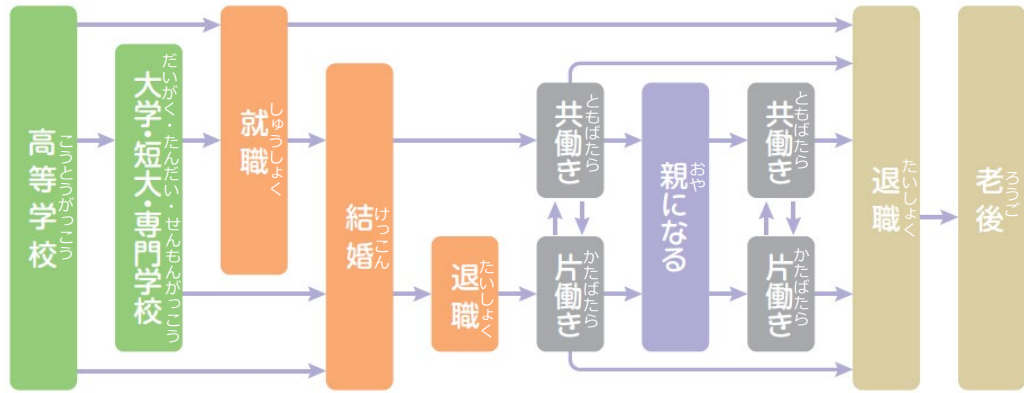 高等学校
こうとうがっこう
大学・短大・専門学校
だいがく・たんだい・せんもんがっこう
就職
しゅうしょく
結婚
けっこん
退職
たいしょく
共働き
ともばたら
片働き
かたばたら
親になる
おや
共働き
ともばたら
片働き
かたばたら
退職
たいしょく
老後
ろうご